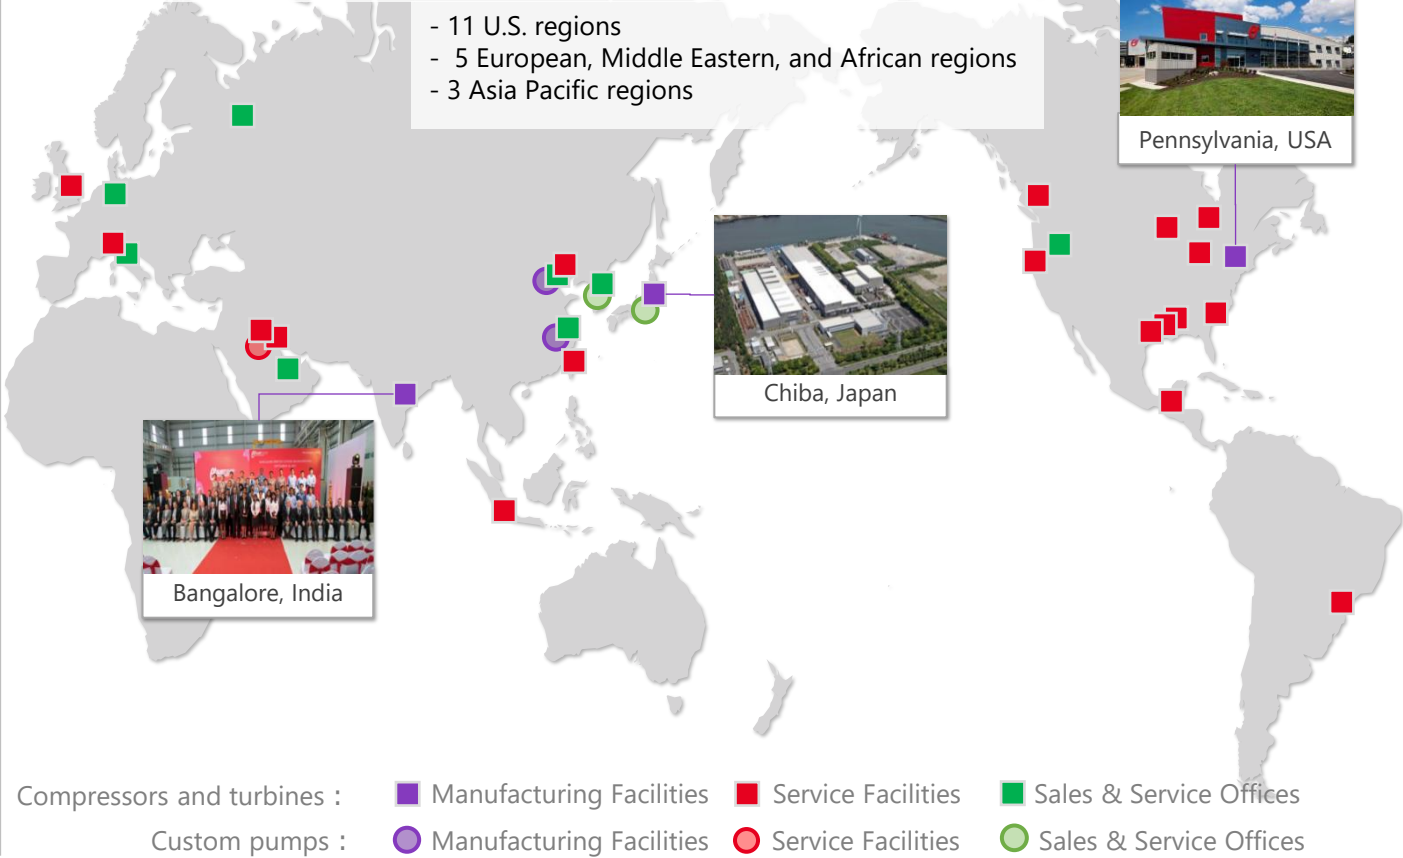 - 11 U.S. regions
- 5 European, Middle Eastern, and African regions
- 3 Asia Pacific regions
Pennsylvania, USA
Chiba, Japan
Bangalore, India
Compressors and turbines :
Manufacturing Facilities
Service Facilities
Sales & Service Offices
Custom pumps :
Manufacturing Facilities
Service Facilities
Sales & Service Offices